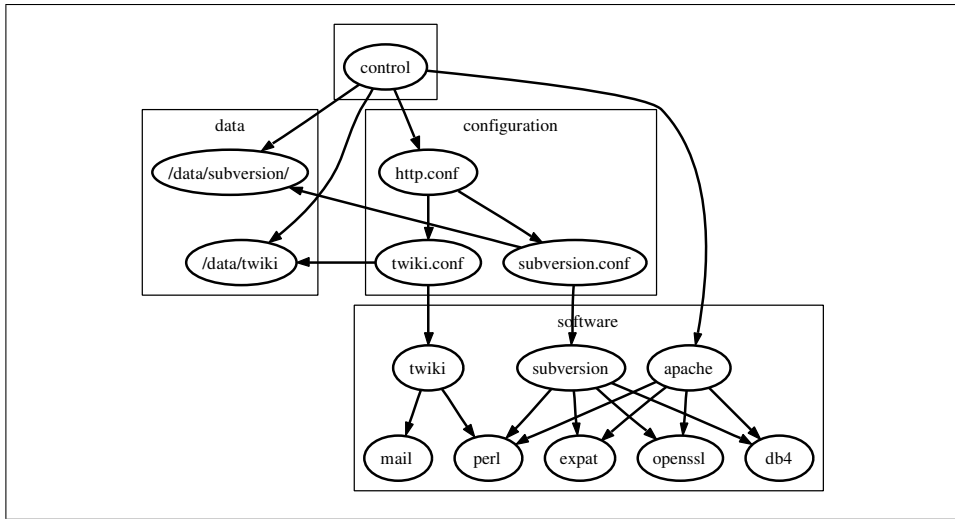 control
data
configuration
/data/subversion/
http.conf
/data/twiki
twiki.conf
subversion.conf
software
twiki
subversion
apache
mail
perl
expat
openssl
db4